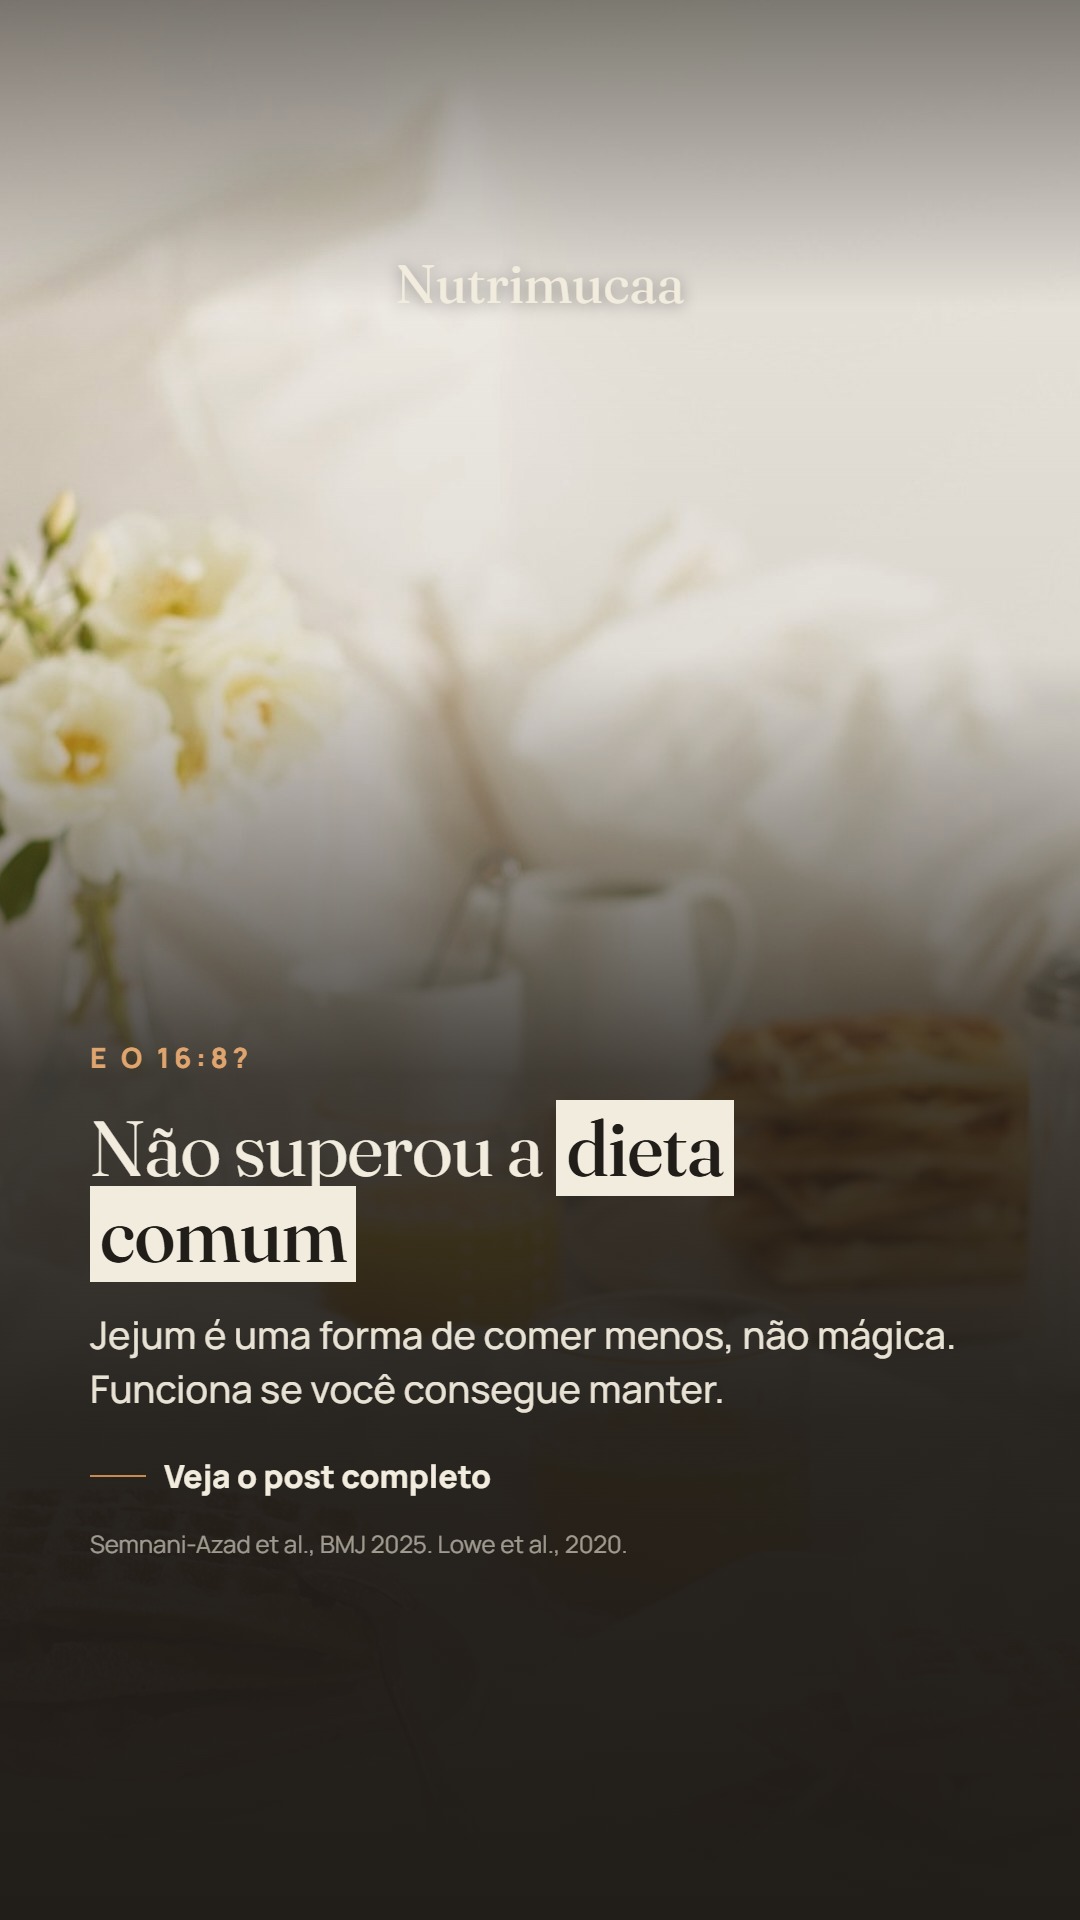 Nutrimucaa
E O 16:8?
Não superou a dieta
comum
Jejum é uma forma de comer menos, não mágica.
Funciona se você consegue manter.
Veja o post completo
Semnani-Azad et al., BMJ 2025. Lowe et al., 2020.